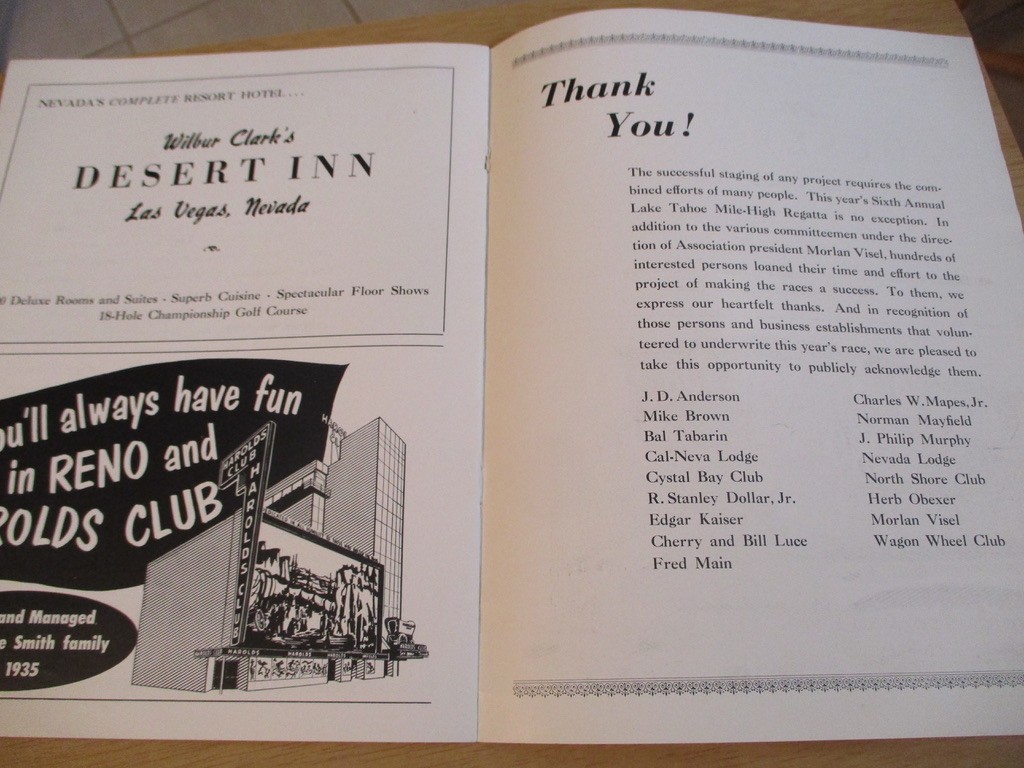 NEVADA'S COMPLETE RESORT HOTEL...
Wilbur Clark's
DESERT INN
Las Vegas, Nevada
Deluxe Rooms and Suites - Superb Cuisine - Spectacular Floor Shows
18-Hole Championship Golf Course
ou'll always have fun
in RENO and
ROLDS CLUB
and Managed
e Smith family
1935
HAROLDS CLUB
HAROLDS CLUB
HAROLDS
Thank
You!
The successful staging of any project requires the com-
bined efforts of many people. This year's Sixth Annual
Lake Tahoe Mile-High Regatta is no exception. In
addition to the various committeemen under the direc-
tion of Association president Morlan Visel, hundreds of
interested persons loaned their time and effort to the
project of making the races a success. To them, we
express our heartfelt thanks. And in recognition of
those persons and business establishments that volun-
teered to underwrite this year's race, we are pleased to
take this opportunity to publicly acknowledge them.
J. D. Anderson
Mike Brown
Bal Tabarin
Cal-Neva Lodge
Cystal Bay Club
R. Stanley Dollar, Jr.
Edgar Kaiser
Cherry and Bill Luce
Fred Main
Charles W. Mapes, Jr.
Norman Mayfield
J. Philip Murphy
Nevada Lodge
North Shore Club
Herb Obexer
Morlan Visel
Wagon Wheel Club